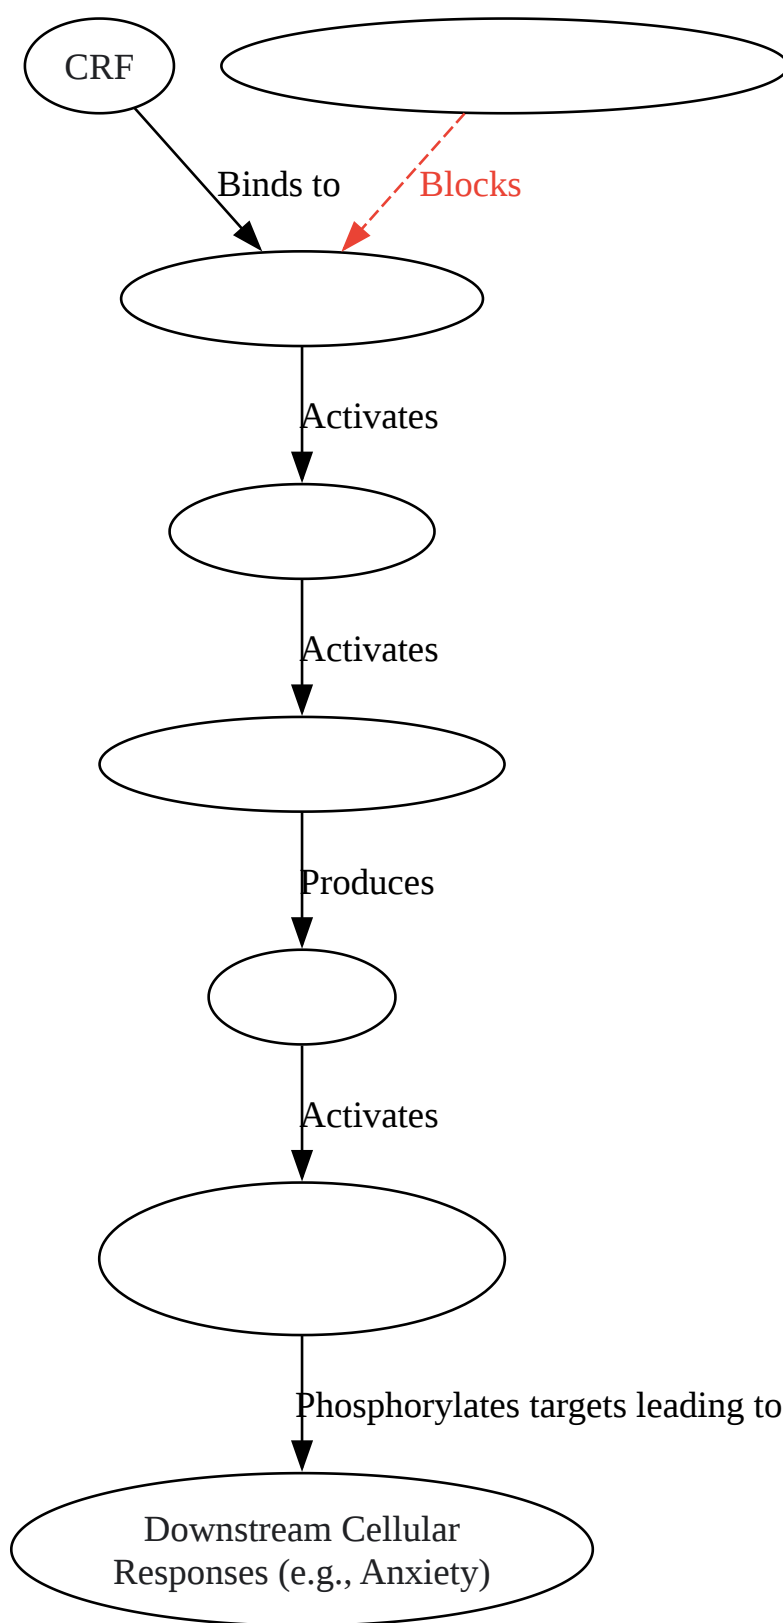 CRF
Binds to
Blocks
Activates
Activates
Produces
Activates
Phosphorylates targets leading to
Downstream Cellular
Responses (e.g., Anxiety)